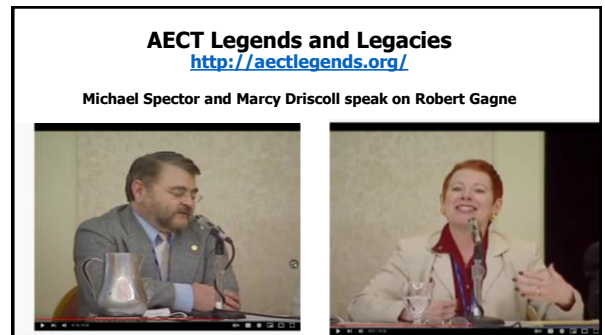 AECT Legends and Legacies
http://aectlegends.org/
Michael Spector and Marcy Driscoll speak on Robert Gagne